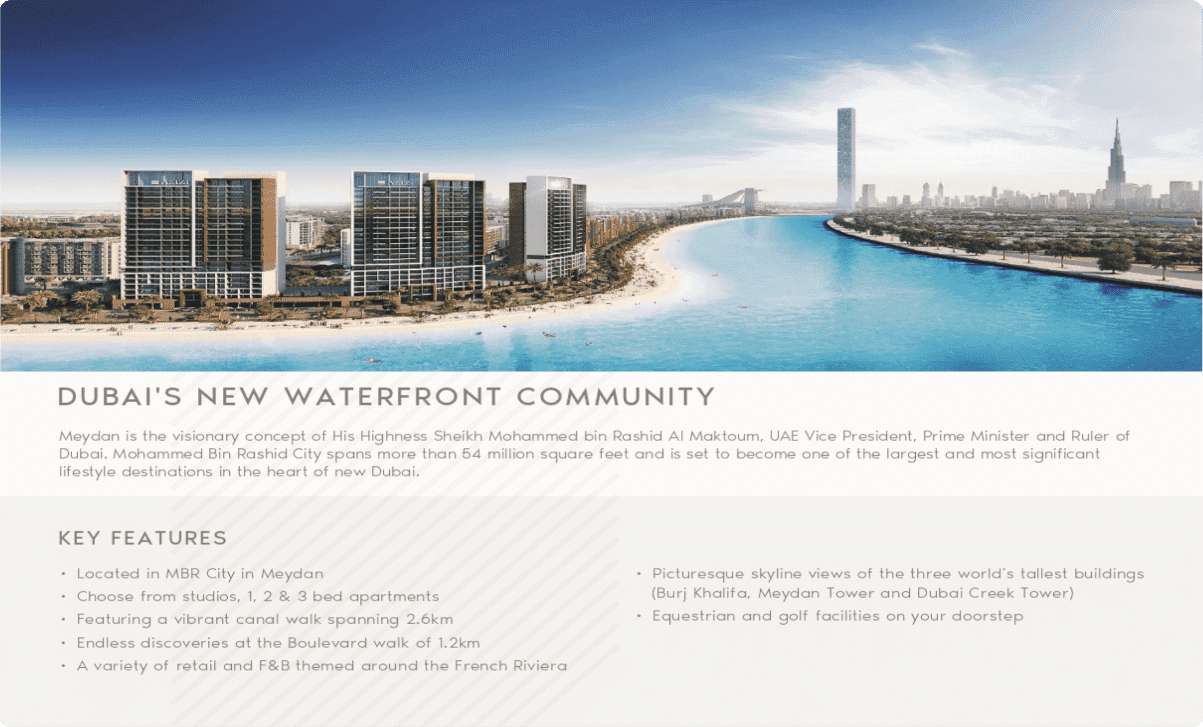 DUBAI'S NEW WATERFRONT COMMUNITY
Meydan is the visionary concept of His Highness Sheikh Mohammed bin Rashid Al Maktoum, UAE Vice President, Prime Minister and Ruler of
Dubai. Mohammed Bin Rashid City spans more than 54 million square feet and is set to become one of the largest and most significant
lifestyle destinations in the heart of new Dubai.
KEY FEATURES
• Located in MBR City in Meydan
• Choose from studios, 1, 2 & 3 bed apartments
• Featuring a vibrant canal walk spanning 2.6km
• Endless discoveries at the Boulevard walk of 1.2km
• A variety of retail and F&B themed around the French Riviera
• Picturesque skyline views of the three world's tallest buildings
(Burj Khalifa, Meydan Tower and Dubai Creek Tower)
• Equestrian and golf facilities on your doorstep